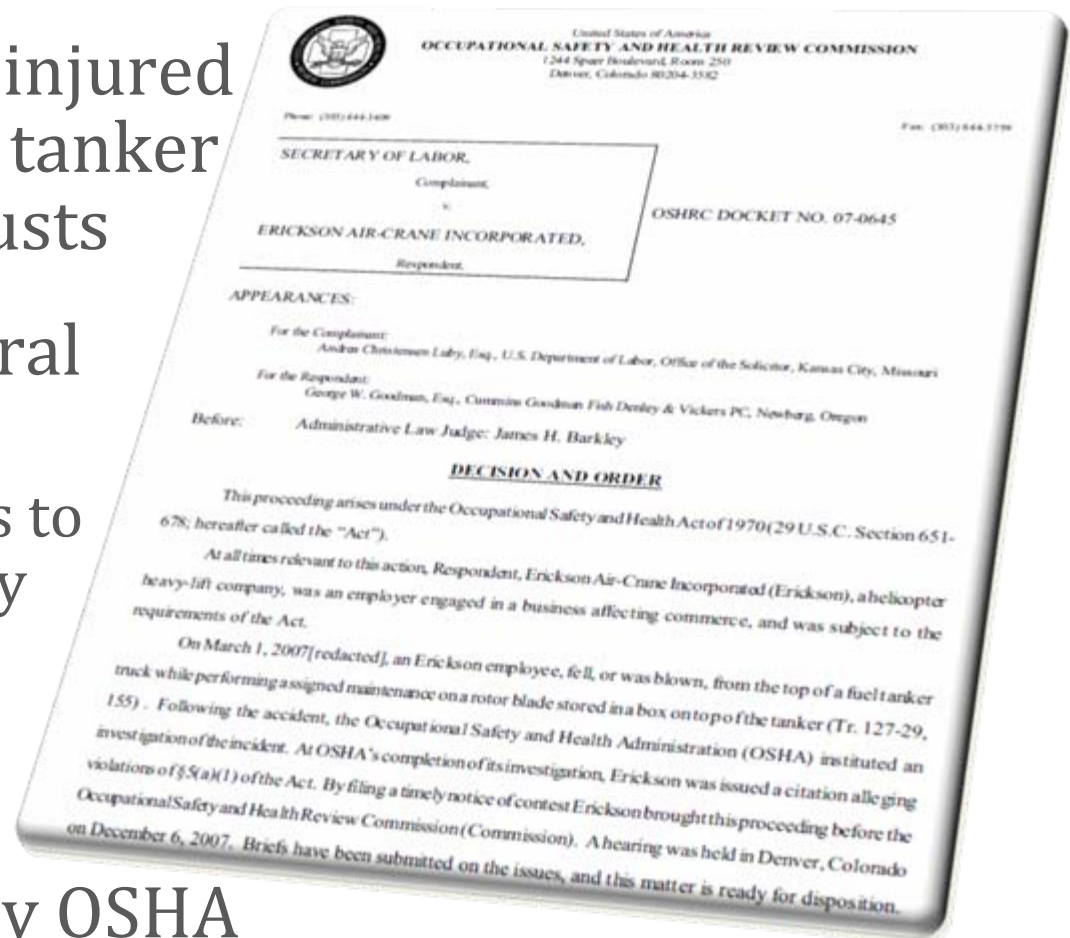 injured
tanker
usts
ral
s to
y
y OSHA
United States of America
OCCUPATIONAL SAFETY AND HEALTH REVIEW COMMISSION
1244 Speer Boulevard, Room 250
Denver, Colorado 80204-3582
Phone: (303) 844-3409
Fax: (303) 844-3759
SECRETARY OF LABOR,
Complainant,
v.
ERICKSON AIR-CRANE INCORPORATED,
Respondent.
OSHRC DOCKET NO. 07-0645
APPEARANCES:
For the Complainant:
Luby, Esq., U.S. Department of Labor, Office of the Solicitor, Kansas City, Missouri
For the Respondent:
George W. Goodman, Esq., Cummins Goodman Fish Denley & Vickers PC, Newburg, Oregon
Before: Administrative Law Judge: James H. Barkley
DECISION AND ORDER
This proceeding arises under the Occupational Safety and Health Act of 1970 (29 U.S.C. Section 651-
678; hereafter called the "Act").
At all times relevant to this action, Respondent, Erickson Air-Crane Incorporated (Erickson), a helicopter
heavy-lift company, was an employer engaged in a business affecting commerce, and was subject to the
requirements of the Act.
On March 1, 2007[redacted], an Erickson employee, fell, or was blown, from the top of a fuel tanker
truck while performing assigned maintenance on a rotor blade stored in a box on top of the tanker (Tr. 127-29,
155) . Following the accident, the Occupational Safety and Health Administration (OSHA) instituted an
investigation of the incident. At OSHA's completion of its investigation, Erickson was issued a citation alleging
violations of §5(a)(1) of the Act. By filing a timely notice of contest Erickson brought this proceeding before the
Occupational Safety and Health Review Commission (Commission). A hearing was held in Denver, Colorado
on December 6, 2007. Briefs have been submitted on the issues, and this matter is ready for disposition.